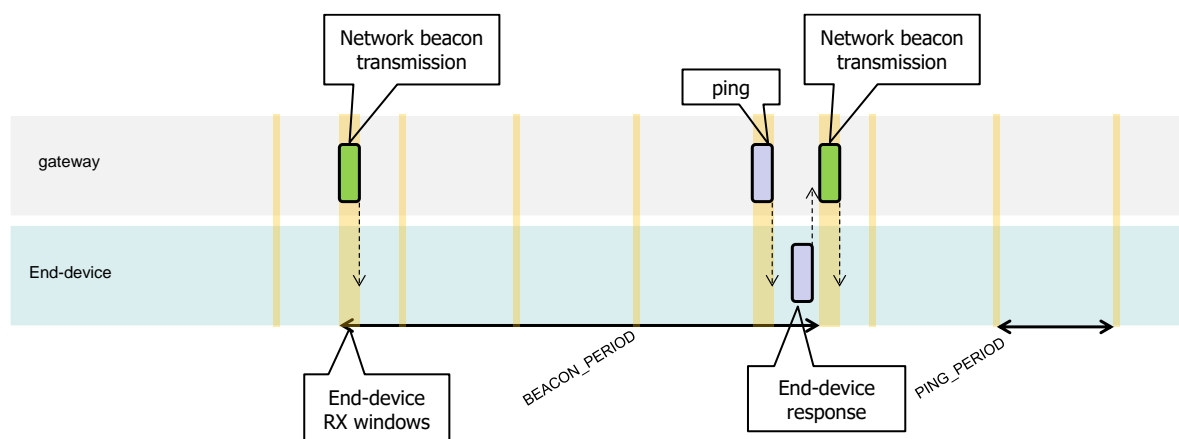 Network beacon
transmission
ping
Network beacon
transmission
gateway
End-device
BEACON_PERIOD
PING_PERIOD
End-device
RX windows
End-device
response